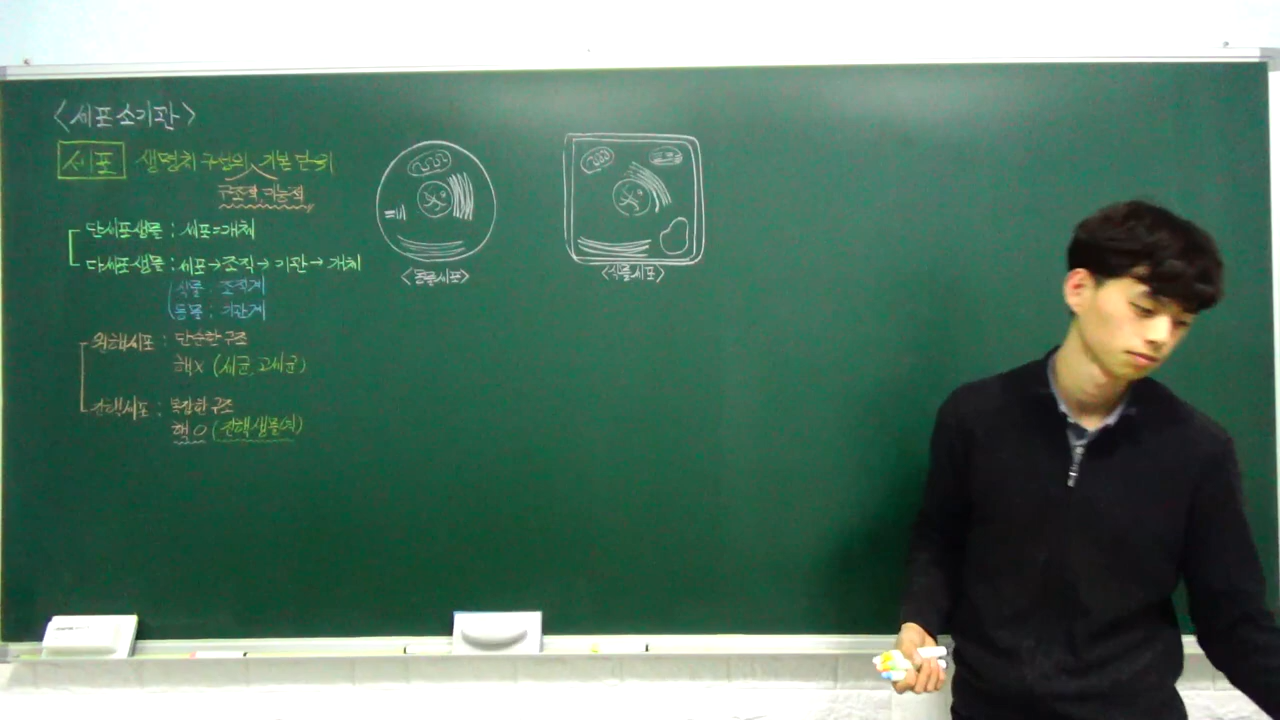 <세포 소기관>
세포 생명체 구성의 기본 단위
구조적 기능적
단세포 생물 : 세포=개체
다세포 생물 : 세포→조직→기관→개체
식물 : 조직계
동물 : 기관계
원핵세포 : 단순한 구조
핵X (세균, 고세균)
진핵세포 : 복잡한 구조
핵 O (진핵생물(계))
<동물세포>
<식물세포>